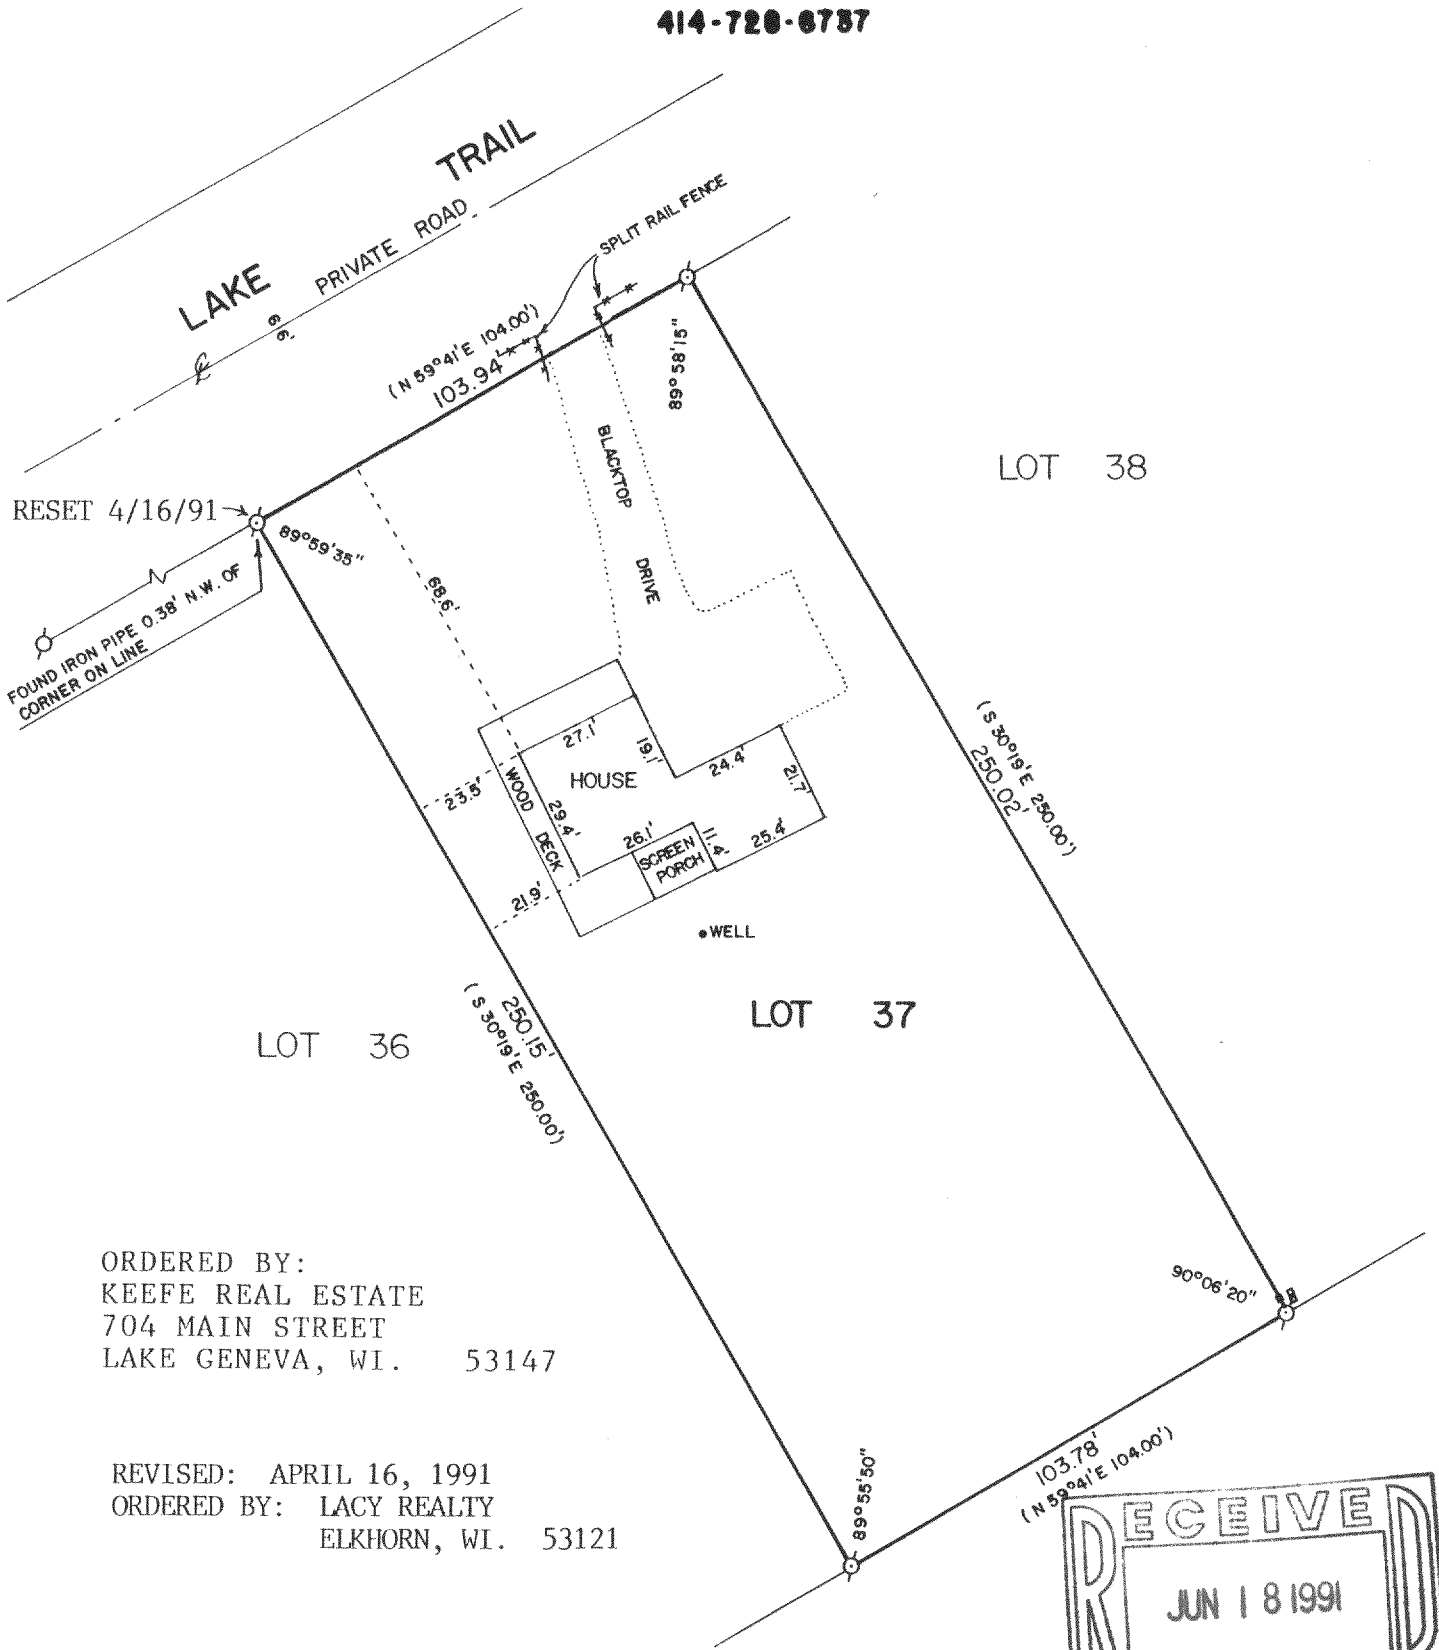 414-728-6737
LAKE TRAIL
PRIVATE ROAD
66'
℄
SPLIT RAIL FENCE
(N 59°41'E 104.00')
103.94'
89°58'15"
LOT 38
RESET 4/16/91
89°59'35"
BLACKTOP DRIVE
FOUND IRON PIPE 0.38' N.W. OF
CORNER ON LINE
68.6'
27.1'
19.1'
24.4'
21.7'
HOUSE
23.5'
WOOD DECK
29.4'
26.1'
SCREEN
PORCH
11.4'
25.4'
21.9'
WELL
(S 30°19'E 250.00')
250.02'
LOT 37
LOT 36
250.15'
(S 30°19'E 250.00')
90°06'20"
ORDERED BY:
KEEFE REAL ESTATE
704 MAIN STREET
LAKE GENEVA, WI. 53147
103.78'
(N 59°41'E 104.00')
89°55'50"
REVISED: APRIL 16, 1991
ORDERED BY: LACY REALTY
ELKHORN, WI. 53121
RECEIVED
JUN 18 1991